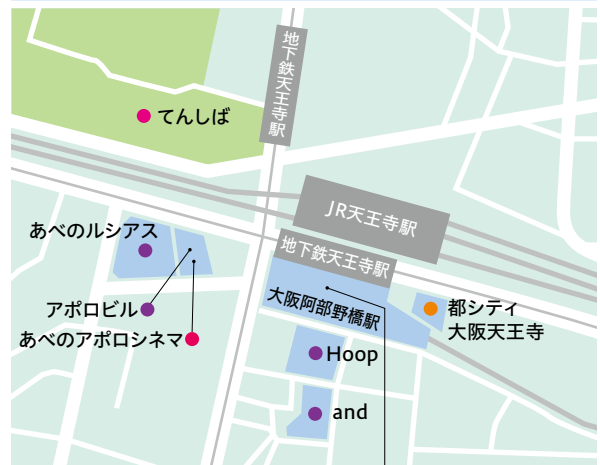 地下鉄天王寺駅
てんしば
JR天王寺駅
あべのルシアス
地下鉄天王寺駅
大阪阿部野橋駅
アポロビル
都シティ
大阪天王寺
あべのアポロシネマ
Hoop
and